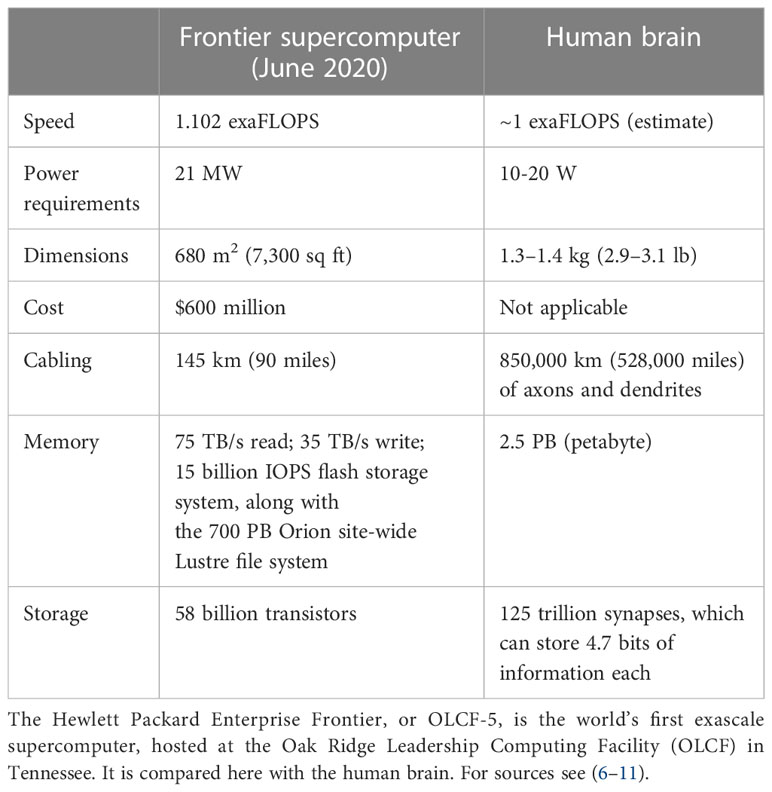 Frontier supercomputer Human brain
(June 2020)
Speed 1.102 exaFLOPS ~1 exaFLOPS (estimate)
Power 21 MW 10-20 W
requirements
Dimensions 680 m² (7,300 sq ft) 1.3–1.4 kg (2.9–3.1 lb)
Cost $600 million Not applicable
Cabling 145 km (90 miles) 850,000 km (528,000 miles)
of axons and dendrites
Memory 75 TB/s read; 35 TB/s write; 2.5 PB (petabyte)
15 billion IOPS flash storage
system, along with
the 700 PB Orion site-wide
Lustre file system
Storage 58 billion transistors 125 trillion synapses, which
can store 4.7 bits of
information each
The Hewlett Packard Enterprise Frontier, or OLCF-5, is the world’s first exascale
supercomputer, hosted at the Oak Ridge Leadership Computing Facility (OLCF) in
Tennessee. It is compared here with the human brain. For sources see (6–11).